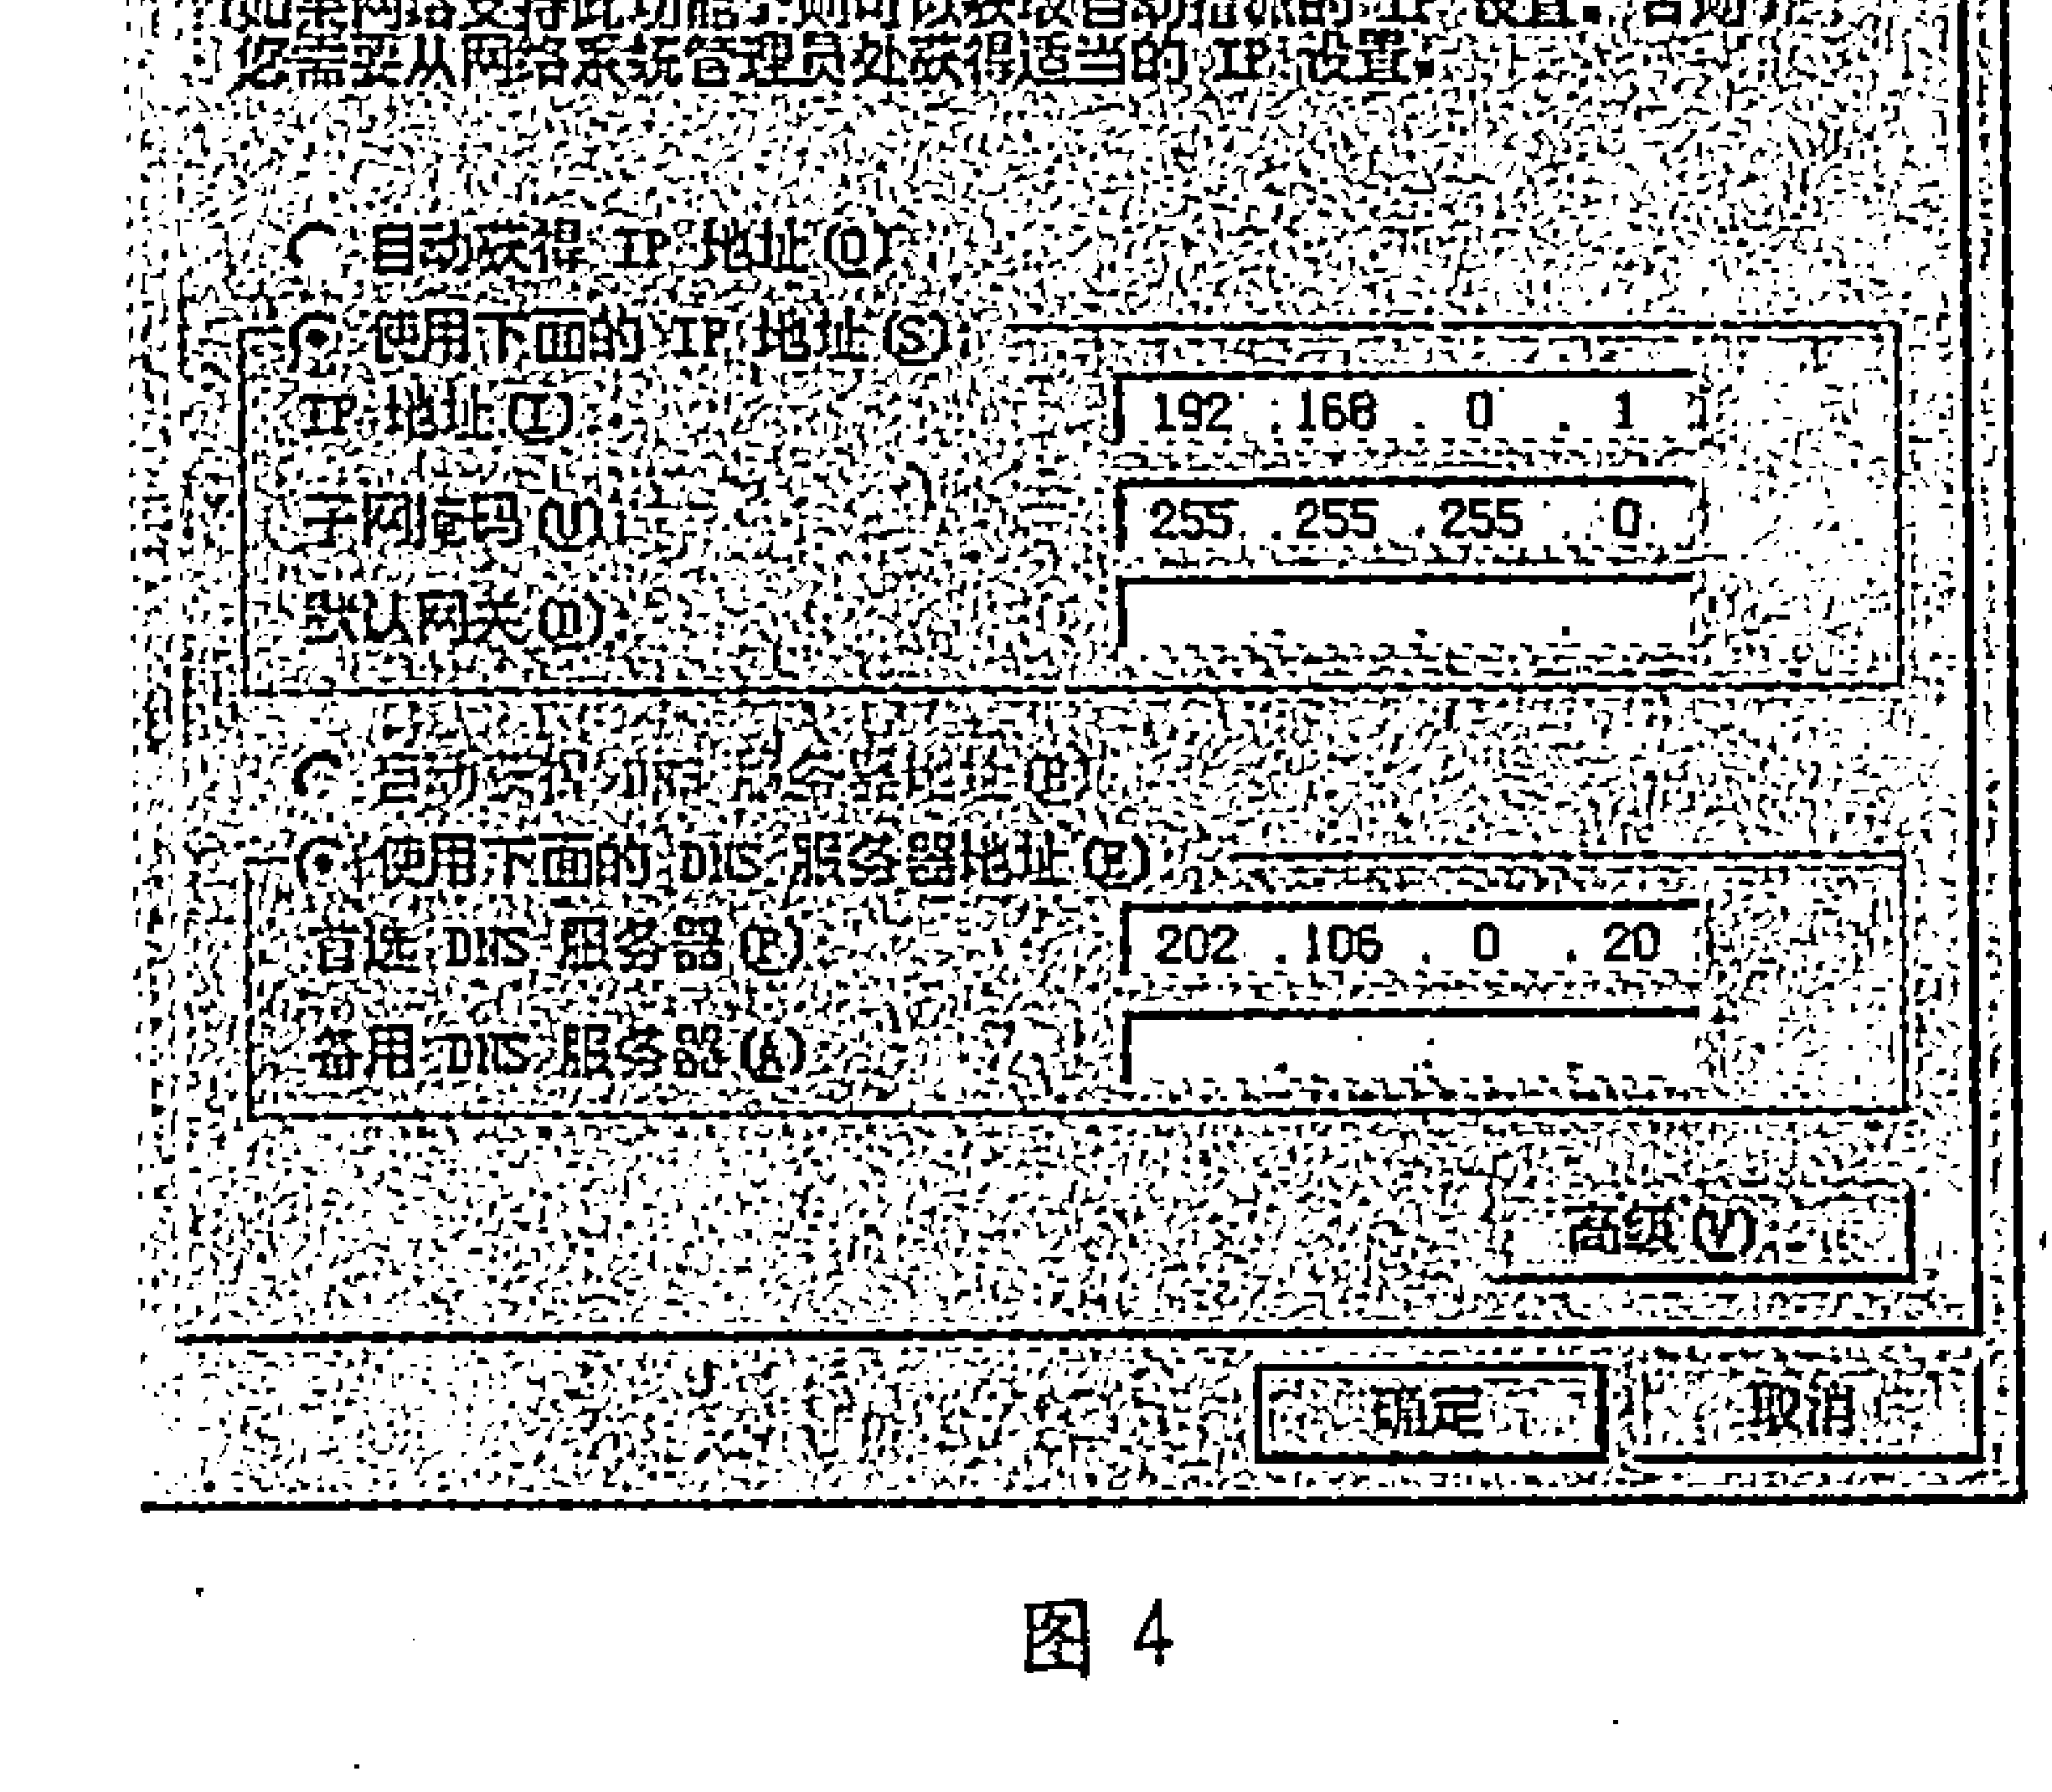 如果网络支持此功能，则可以获取自动指派的 IP 设置。否则，
您需要从网络系统管理员处获得适当的 IP 设置。
自动获得 IP 地址(O)
使用下面的 IP 地址(S)
IP 地址(I) 192 . 168 . 0 . 1
子网掩码(U) 255 . 255 . 255 . 0
默认网关(D) . . .
自动获得 DNS 服务器地址(B)
使用下面的 DNS 服务器地址(E)
首选 DNS 服务器(P) 202 . 106 . 0 . 20
备用 DNS 服务器(A) . . .
高级(V)
确定 取消
图 4